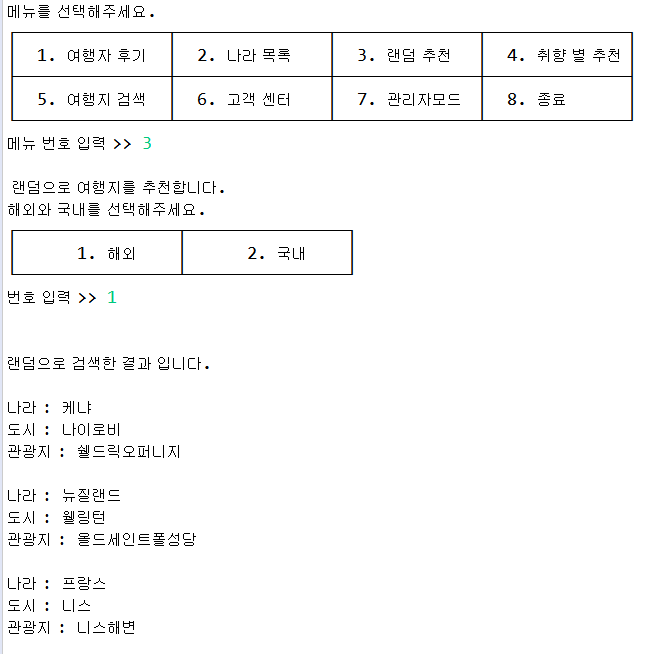 메뉴를 선택해주세요.
1. 여행자 후기 2. 나라 목록 3. 랜덤 추천 4. 취향 별 추천
5. 여행지 검색 6. 고객 센터 7. 관리자모드 8. 종료
메뉴 번호 입력 >> 3
랜덤으로 여행지를 추천합니다.
해외와 국내를 선택해주세요.
1. 해외 2. 국내
번호 입력 >> 1
랜덤으로 검색한 결과 입니다.
나라 : 케냐
도시 : 나이로비
관광지 : 쉘드릭오퍼니지
나라 : 뉴질랜드
도시 : 웰링턴
관광지 : 올드세인트폴성당
나라 : 프랑스
도시 : 니스
관광지 : 니스해변